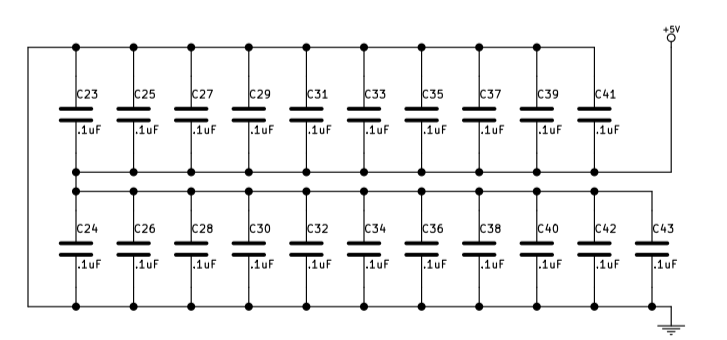 +5V
C23 C25 C27 C29 C31 C33 C35 C37 C39 C41
.1uF .1uF .1uF .1uF .1uF .1uF .1uF .1uF .1uF .1uF
C24 C26 C28 C30 C32 C34 C36 C38 C40 C42 C43
.1uF .1uF .1uF .1uF .1uF .1uF .1uF .1uF .1uF .1uF .1uF